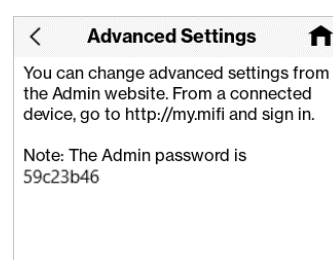 Advanced Settings
You can change advanced settings from
the Admin website. From a connected
device, go to http://my.mifi and sign in.
Note: The Admin password is
59c23b46